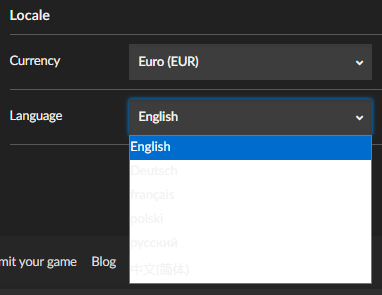 Locale
Currency
Euro (EUR)
Language
English
English
Deutsch
français
polski
русский
中文(简体)
mit your game Blog